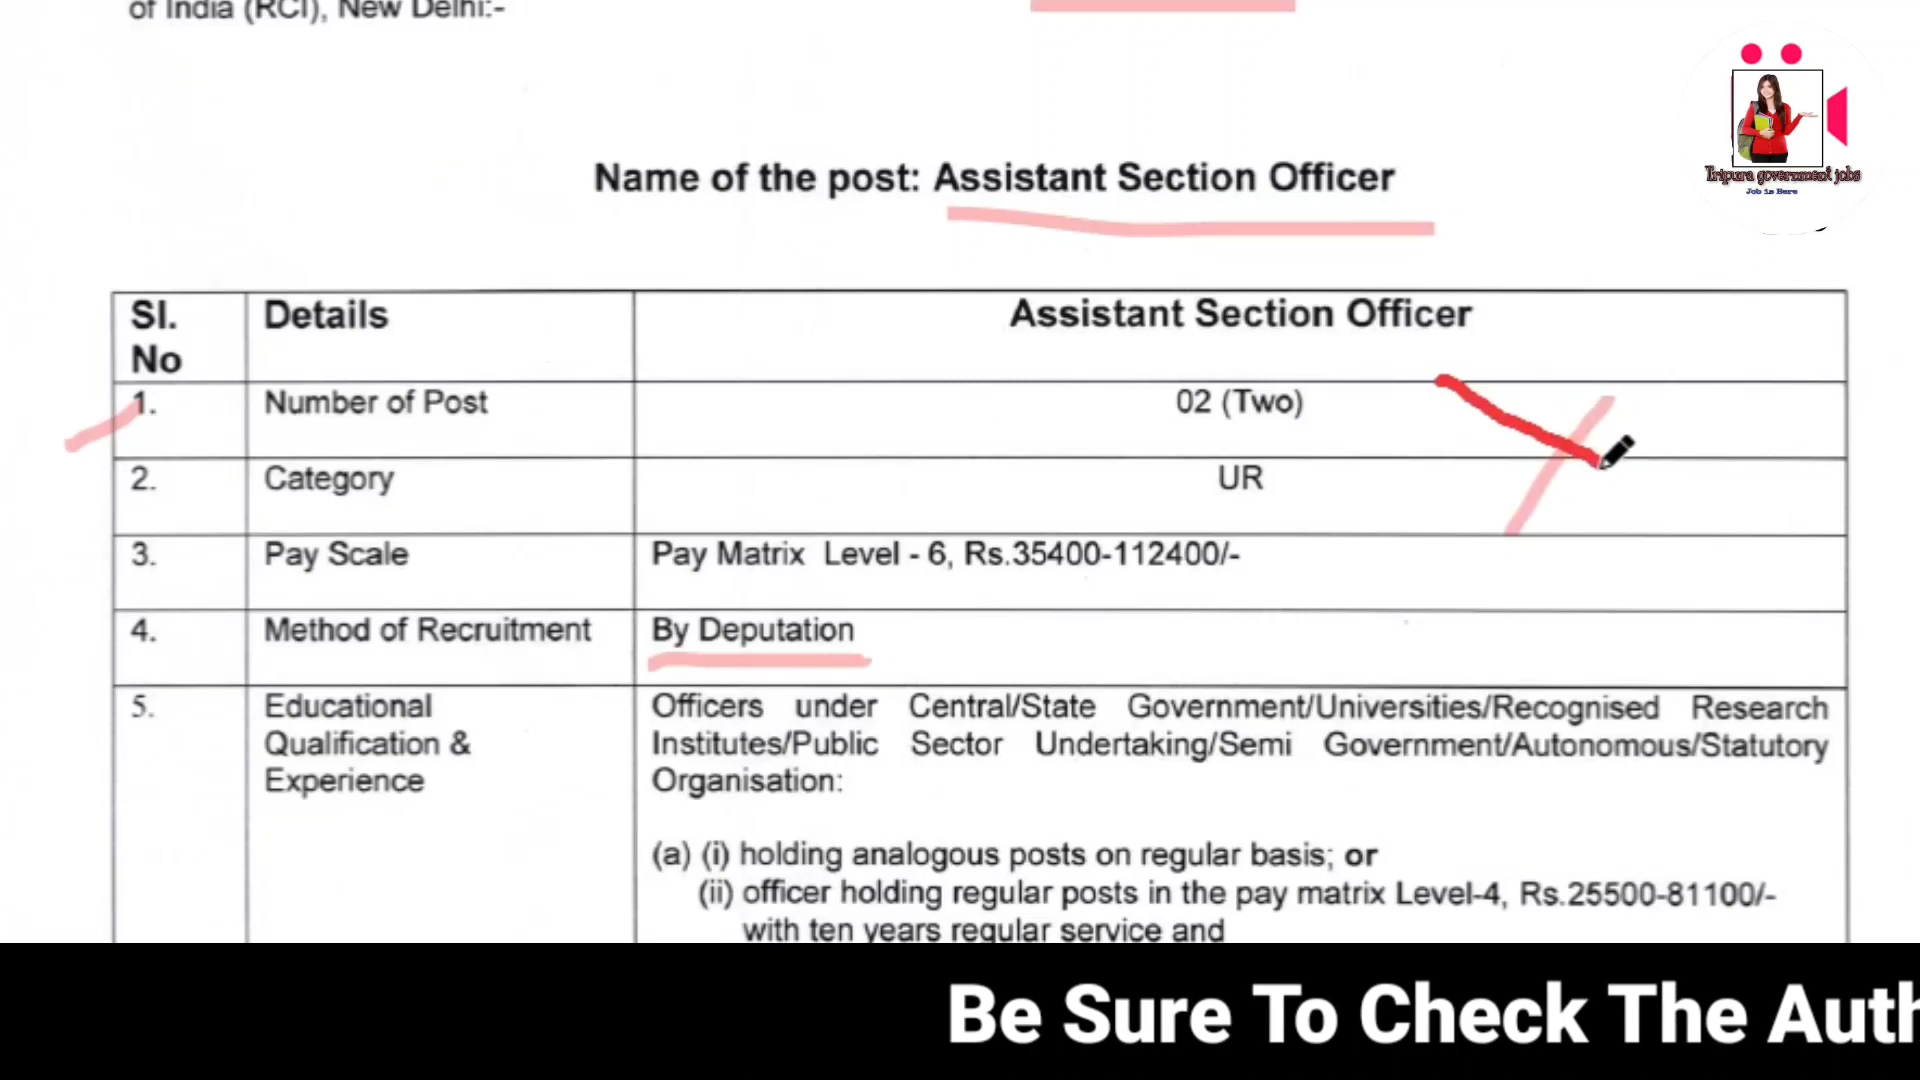 of India (RCI), New Delhi:-
Tripura government jobs
Job is Here
Name of the post: Assistant Section Officer
Sl. No
Details
Assistant Section Officer
1.
Number of Post
02 (Two)
2.
Category
UR
3.
Pay Scale
Pay Matrix Level - 6, Rs.35400-112400/-
4.
Method of Recruitment
By Deputation
5.
Educational
Qualification &
Experience
Officers under Central/State Government/Universities/Recognised Research
Institutes/Public Sector Undertaking/Semi Government/Autonomous/Statutory
Organisation:
(a) (i) holding analogous posts on regular basis; or
(ii) officer holding regular posts in the pay matrix Level-4, Rs.25500-81100/-
with ten years regular service and
Be Sure To Check The Auth